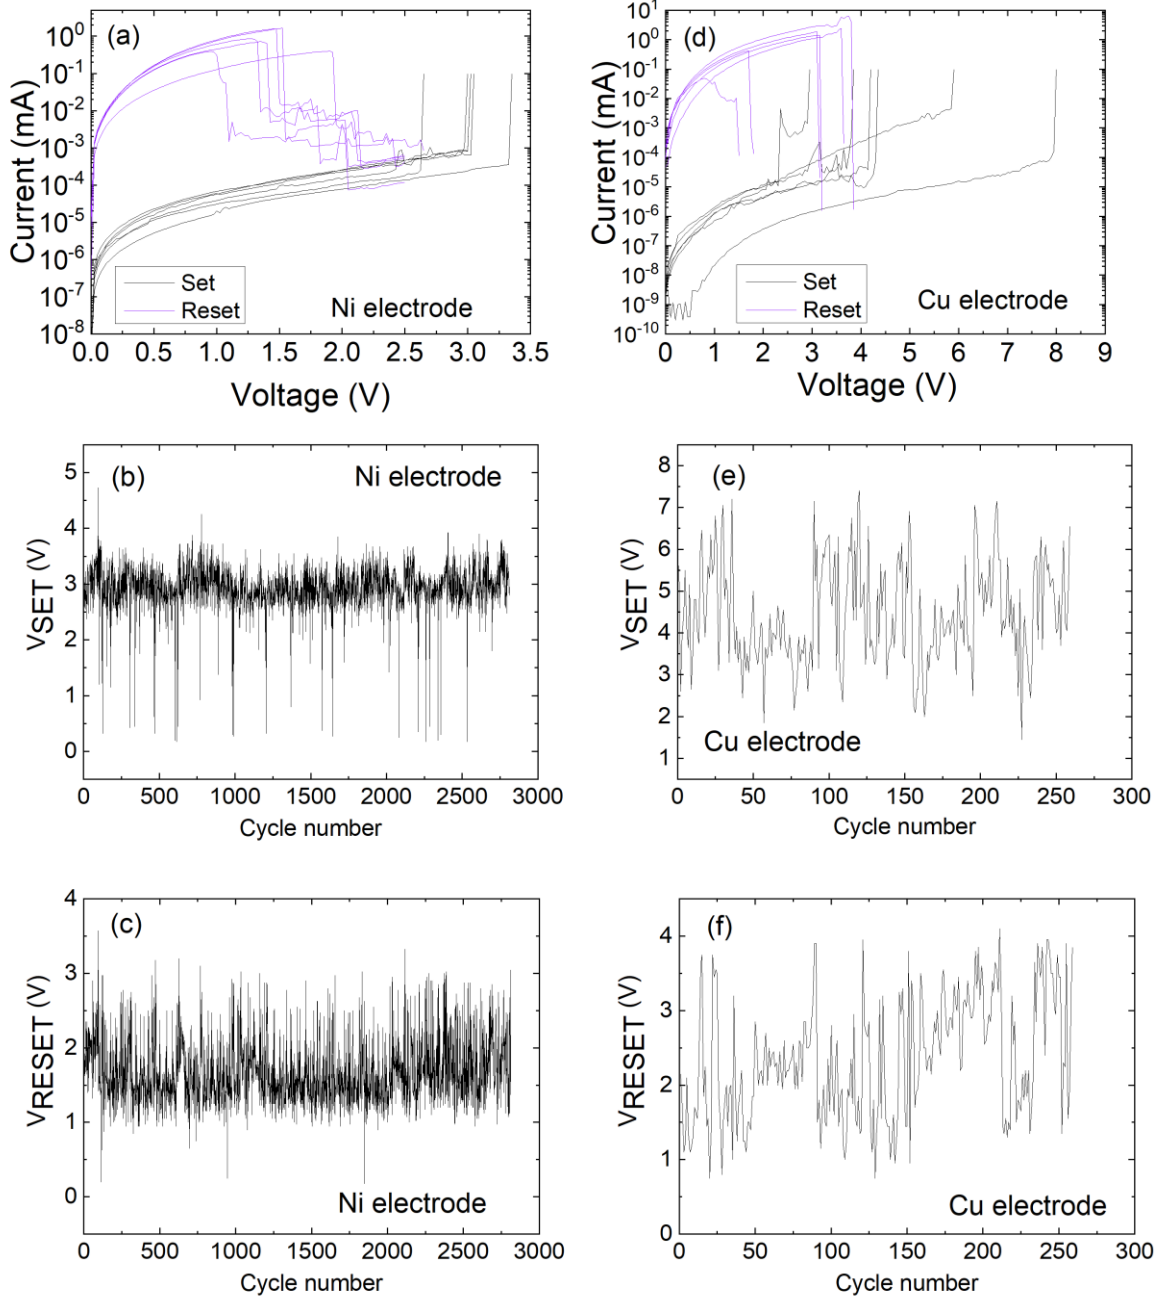 (a)
10^0
10^-1
10^-2
10^-3
10^-4
10^-5
10^-6
10^-7
10^-8
Current (mA)
Set
Reset
Ni electrode
0.0 0.5 1.0 1.5 2.0 2.5 3.0 3.5
Voltage (V)
(d)
10^1
10^0
10^-1
10^-2
10^-3
10^-4
10^-5
10^-6
10^-7
10^-8
10^-9
10^-10
Current (mA)
Set
Reset
Cu electrode
0 1 2 3 4 5 6 7 8 9
Voltage (V)
(b)
Ni electrode
5
4
3
2
1
0
VSET (V)
0 500 1000 1500 2000 2500 3000
Cycle number
(e)
8
7
6
5
4
3
2
1
VSET (V)
Cu electrode
0 50 100 150 200 250 300
Cycle number
(c)
4
3
2
1
0
VRESET (V)
Ni electrode
0 500 1000 1500 2000 2500 3000
Cycle number
(f)
4
3
2
1
0
VRESET (V)
Cu electrode
0 50 100 150 200 250 300
Cycle number